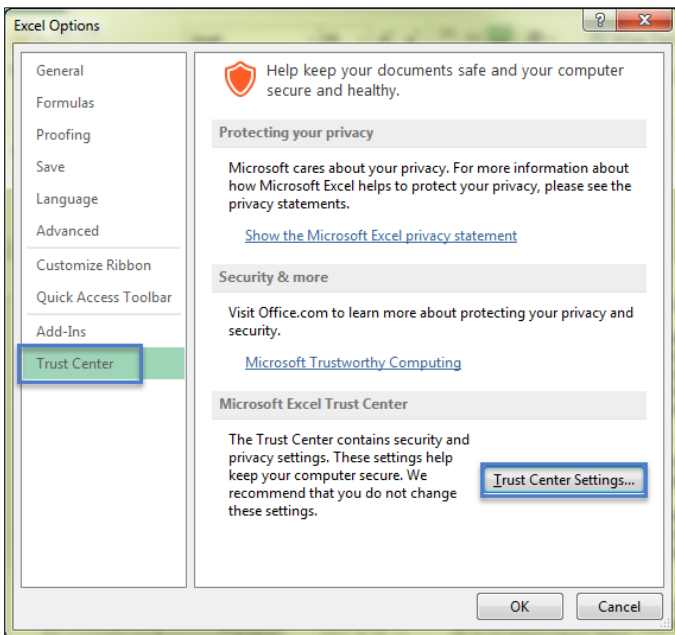 Excel Options
?
X
General
Formulas
Proofing
Save
Language
Advanced
Customize Ribbon
Quick Access Toolbar
Add-Ins
Trust Center
Help keep your documents safe and your computer
secure and healthy.
Protecting your privacy
Microsoft cares about your privacy. For more information about
how Microsoft Excel helps to protect your privacy, please see the
privacy statements.
Show the Microsoft Excel privacy statement
Security & more
Visit Office.com to learn more about protecting your privacy and
security.
Microsoft Trustworthy Computing
Microsoft Excel Trust Center
The Trust Center contains security and
privacy settings. These settings help
keep your computer secure. We
recommend that you do not change
these settings.
Trust Center Settings...
OK
Cancel